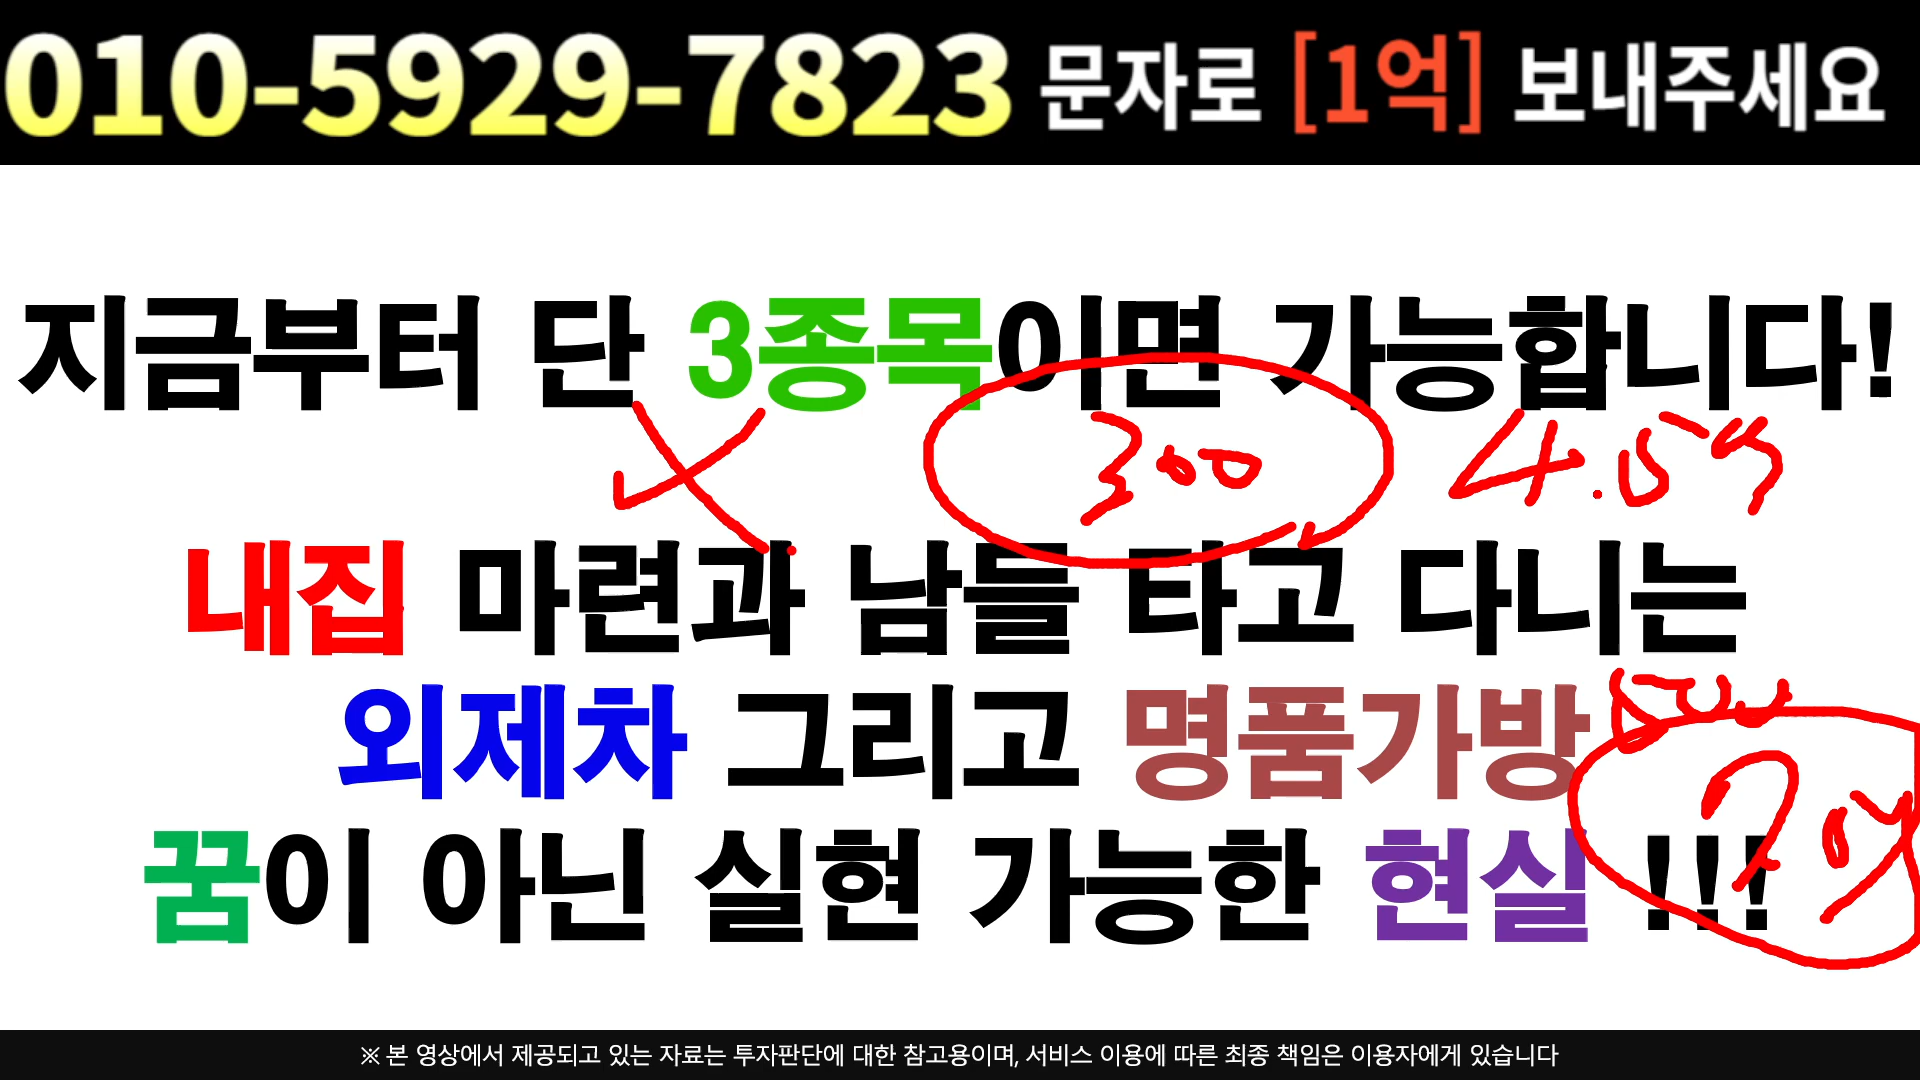 010-5929-7823 문자로 [1억] 보내주세요
지금부터 단 3종목이면 가능합니다!
300
4.5억
내집 마련과 남들 타고 다니는
외제차 그리고 명품가방
꿈이 아닌 실현 가능한 현실 !!!
※ 본 영상에서 제공되고 있는 자료는 투자판단에 대한 참고용이며, 서비스 이용에 따른 최종 책임은 이용자에게 있습니다